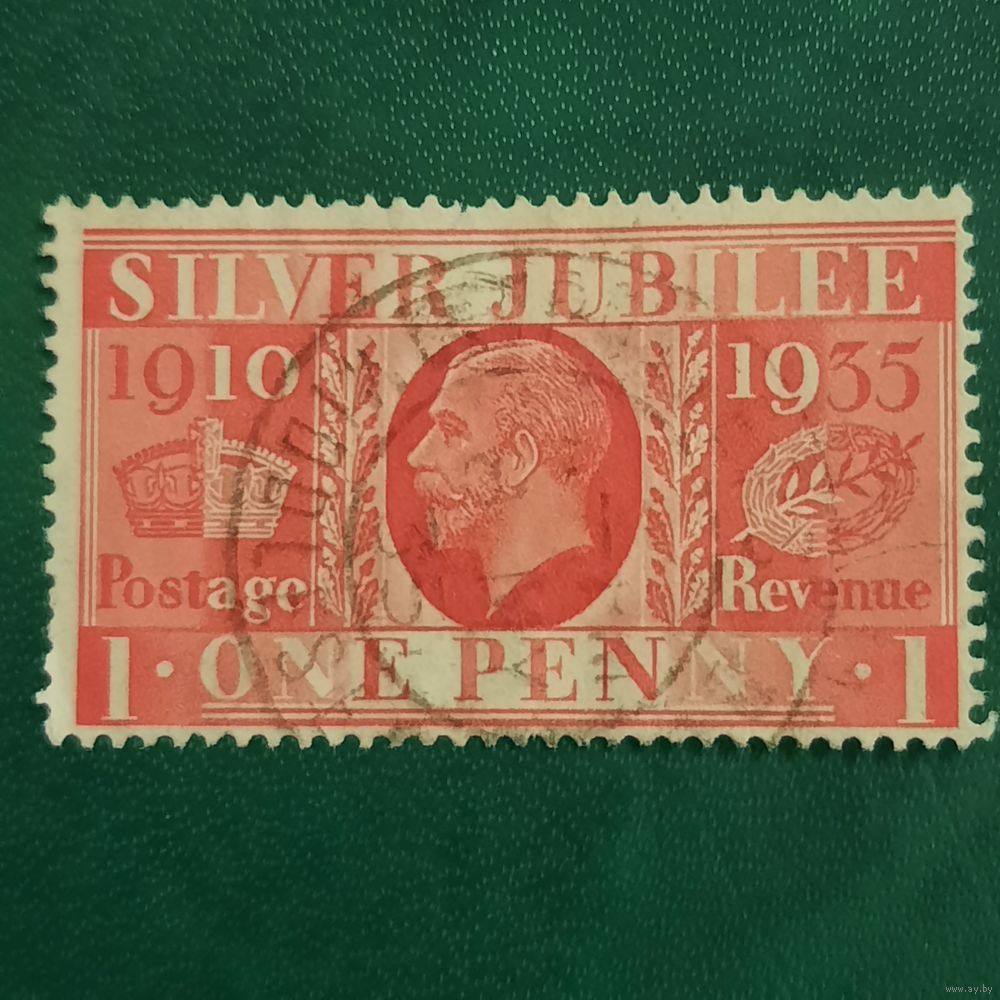 SILVER JUBILEE
1910 1935
Postage Revenue
1 · ONE PENNY · 1
www.ay.by